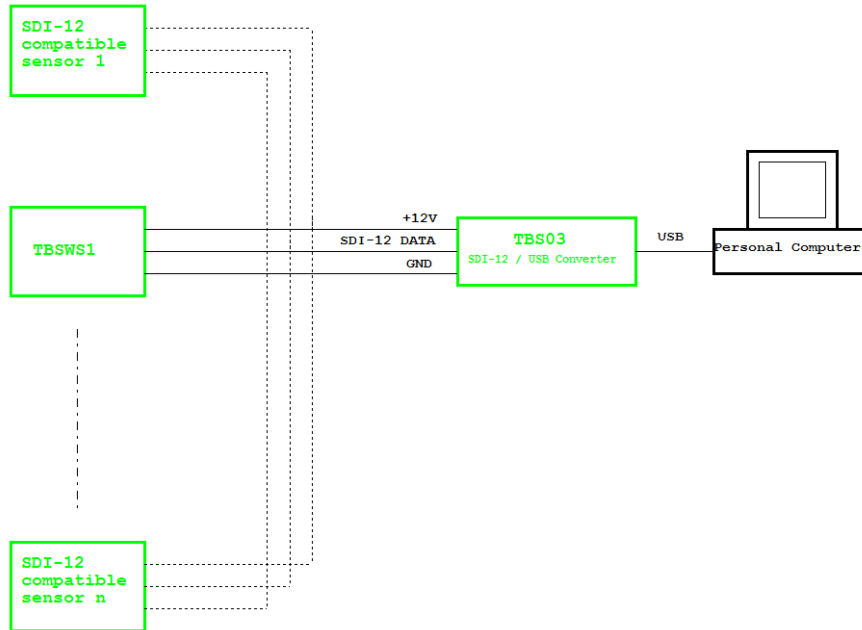 SDI-12
compatible
sensor 1
TBSWS1
+12V
SDI-12 DATA
GND
TBS03
SDI-12 / USB Converter
USB
Personal Computer
SDI-12
compatible
sensor n